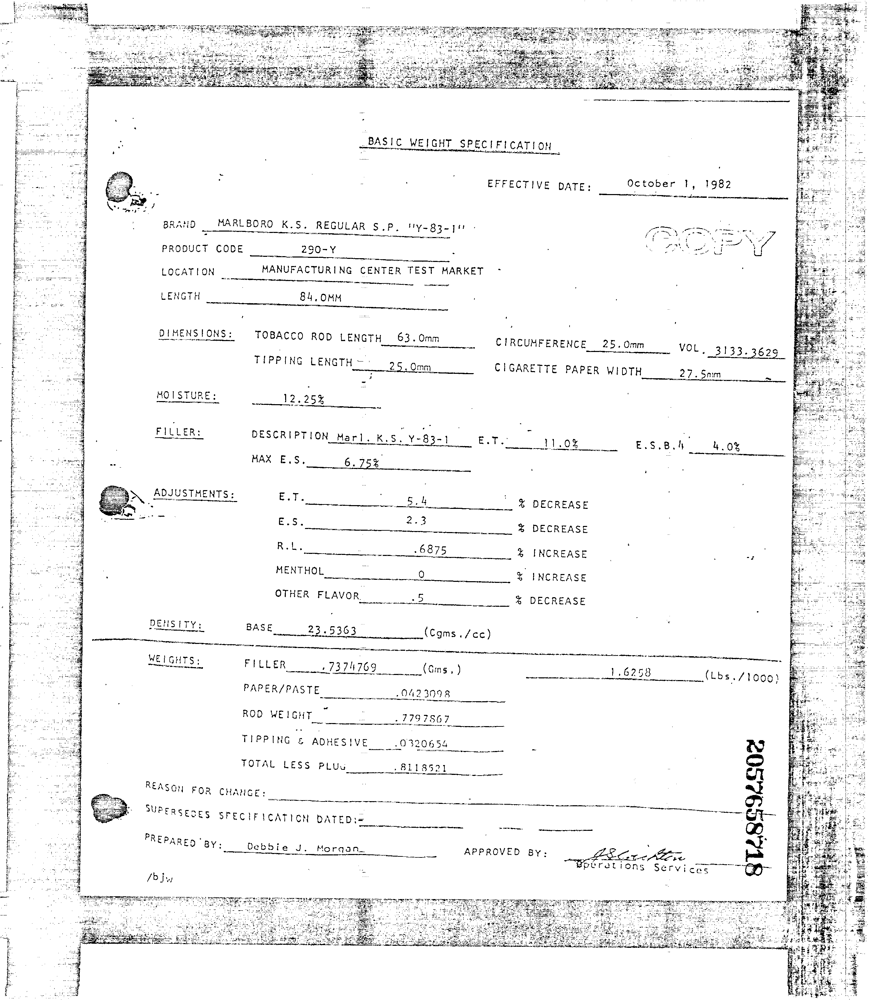 BASIC WEIGHT SPECIFICATION
EFFECTIVE DATE: October 1, 1982
BRAND MARLBORO K.S. REGULAR S.P. "Y-83-1"
COPY
PRODUCT CODE 290-Y
LOCATION MANUFACTURING CENTER TEST MARKET
LENGTH 84.0MM
DIMENSIONS: TOBACCO ROD LENGTH 63.0mm CIRCUMFERENCE 25.0mm VOL. 3133.3629
TIPPING LENGTH 25.0mm CIGARETTE PAPER WIDTH 27.5mm
MOISTURE: 12.25%
FILLER: DESCRIPTION Marl. K.S. Y-83-1 E.T. 11.0% E.S.B.4 4.0%
MAX E.S. 6.75%
ADJUSTMENTS: E.T. 5.4 % DECREASE
E.S. 2.3 % DECREASE
R.L. .6875 % INCREASE
MENTHOL 0 % INCREASE
OTHER FLAVOR .5 % DECREASE
DENSITY: BASE 23.5363 (Cgms./cc)
WEIGHTS: FILLER .7374769 (Gms.) 1.6258 (Lbs./1000)
PAPER/PASTE .0423098
ROD WEIGHT .7797867
TIPPING & ADHESIVE .0320654
TOTAL LESS PLUG .8118521
REASON FOR CHANGE:
SUPERSEDES SPECIFICATION DATED:
PREPARED BY: Debbie J. Morgan APPROVED BY:
Operations Services
/bjw
2057658718